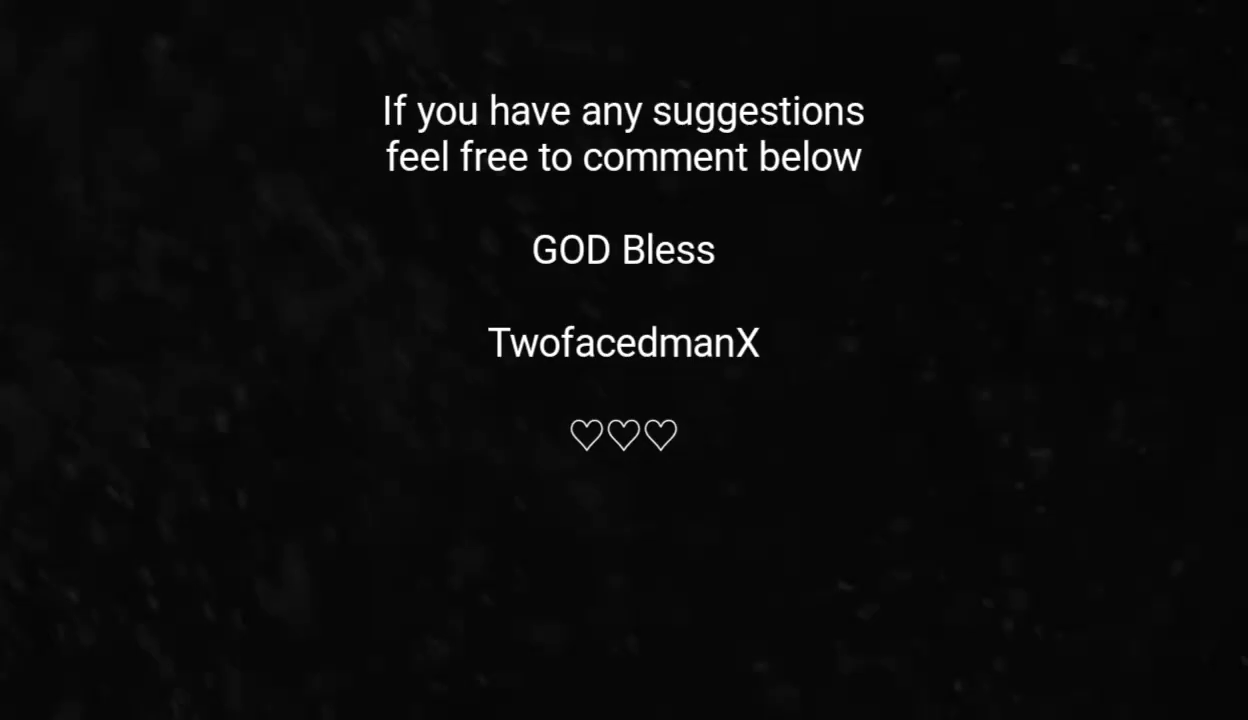 If you have any suggestions
feel free to comment below
GOD Bless
TwofacedmanX
♡♡♡